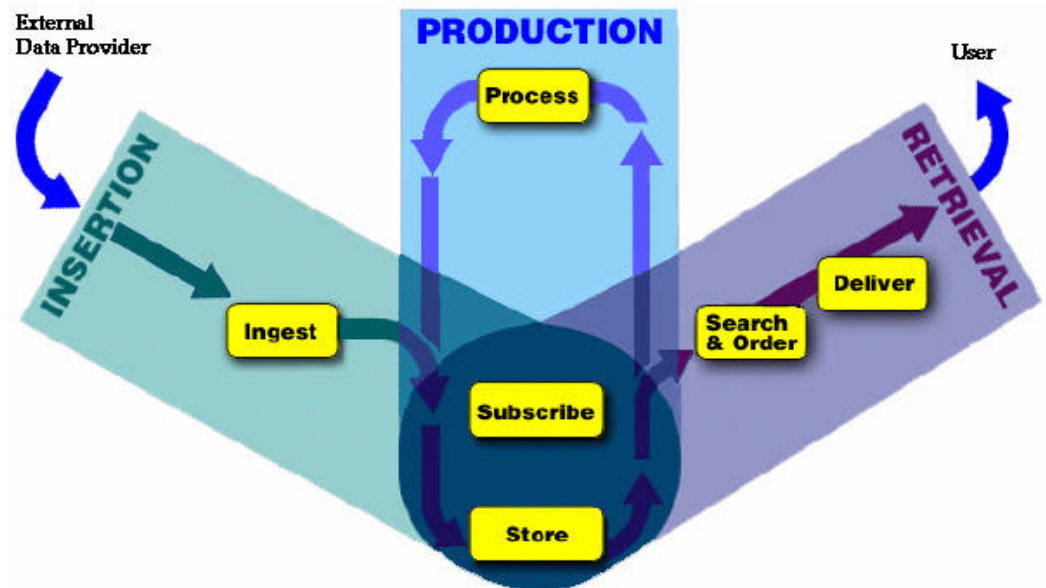 External
Data Provider
PRODUCTION
User
Process
INSERTION
RETRIEVAL
Ingest
Deliver
Search
& Order
Subscribe
Store